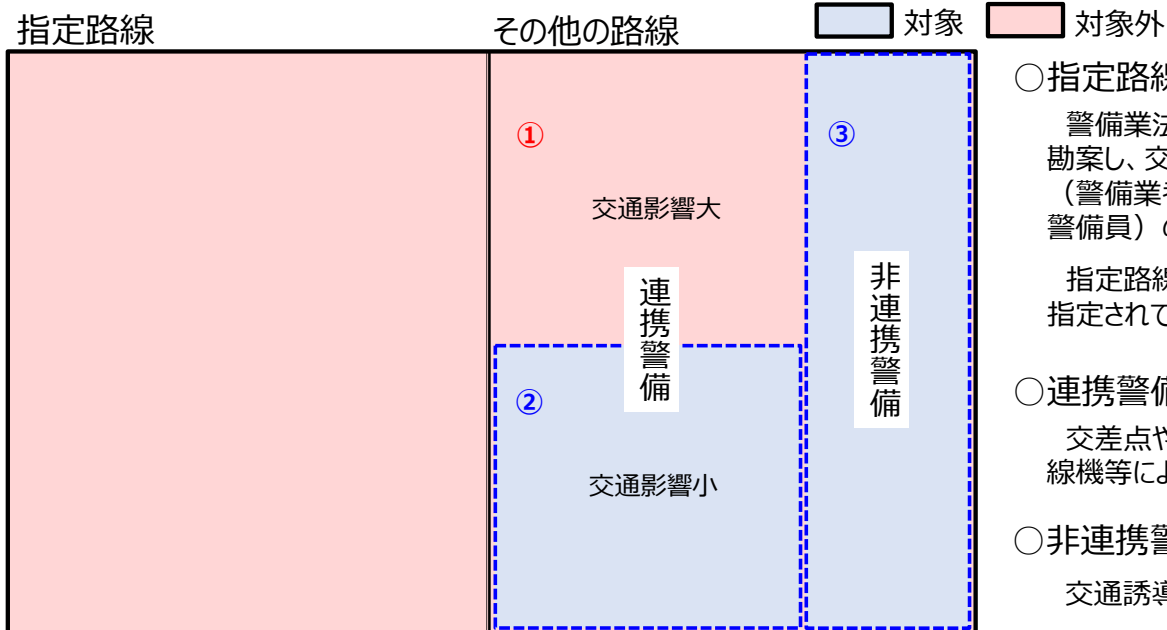 指定路線
その他の路線
対象
対象外
①
交通影響大
連携警備
②
交通影響小
③
非連携警備
○指定路線
警備業法
勘案し、交
（警備業者
警備員）の
指定路線
指定されて
○連携警備
交差点や
線機等によ
○非連携警
交通誘導